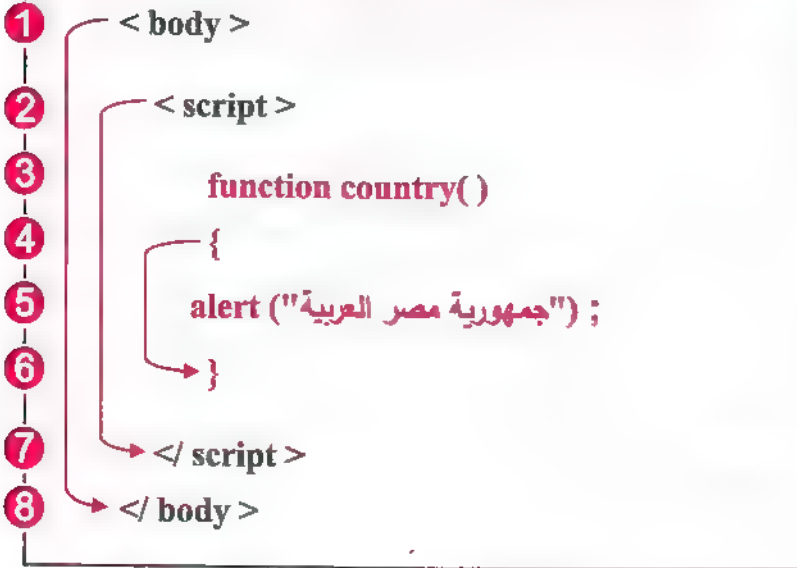 1 < body >
2 < script >
3 function country( )
4 {
5 alert ("جمهورية مصر العربية") ;
6 }
7 </ script >
8 </ body >